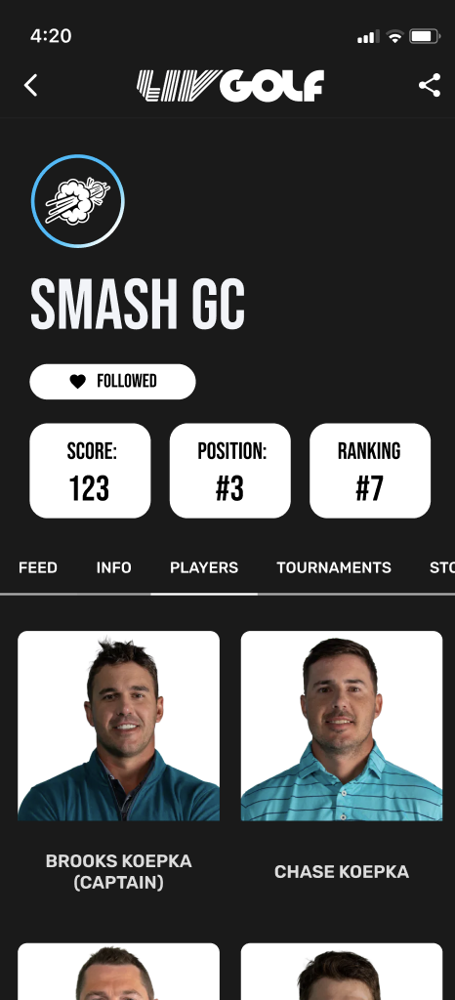 4:20
LIV GOLF
SMASH GC
FOLLOWED
SCORE:
123
POSITION:
#3
RANKING
#7
FEED
INFO
PLAYERS
TOURNAMENTS
STO
BROOKS KOEPKA
(CAPTAIN)
CHASE KOEPKA